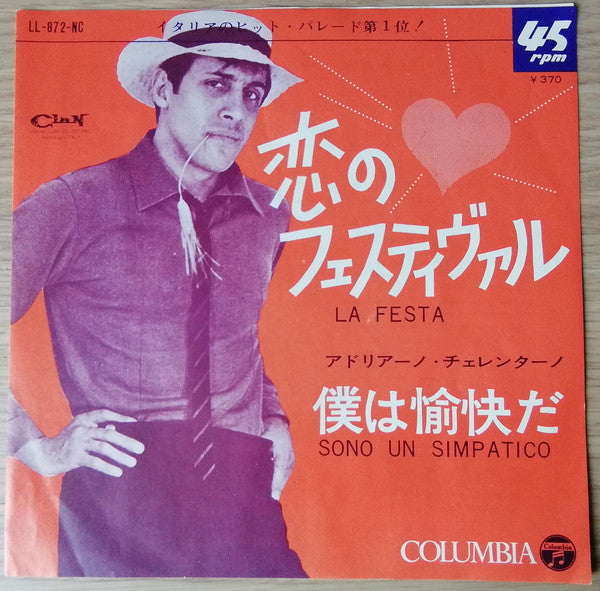 LL-872-NC
イタリアのヒット・パレード第1位!
45
rpm
¥370
Clan
恋の
フェスティヴァル
LA FESTA
アドリアーノ・チェレンターノ
僕は愉快だ
SONO UN SIMPATICO
COLUMBIA
Columbia